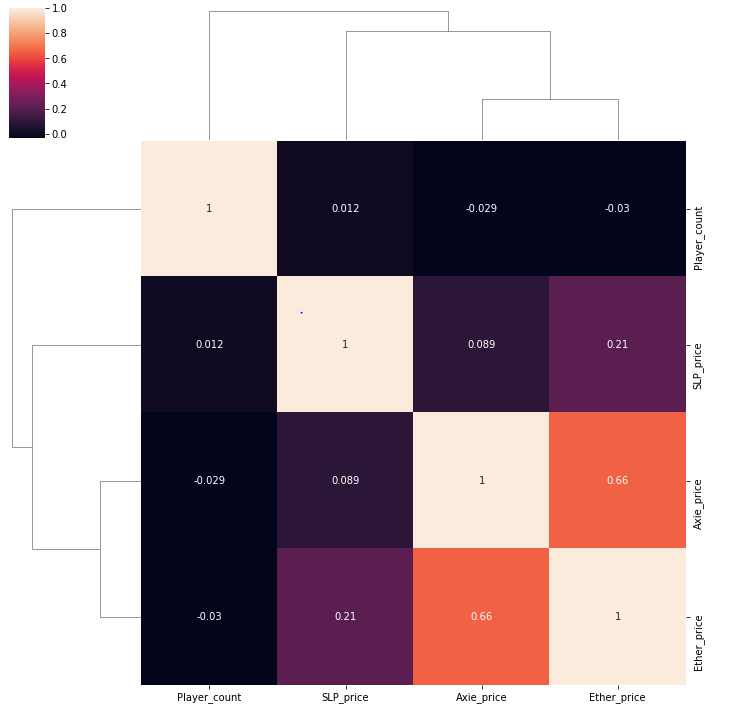 1.0
0.8
0.6
0.4
0.2
0.0
1 0.012 -0.029 -0.03
Player_count
0.012 1 0.089 0.21
SLP_price
-0.029 0.089 1 0.66
Axie_price
-0.03 0.21 0.66 1
Ether_price
Player_count SLP_price Axie_price Ether_price